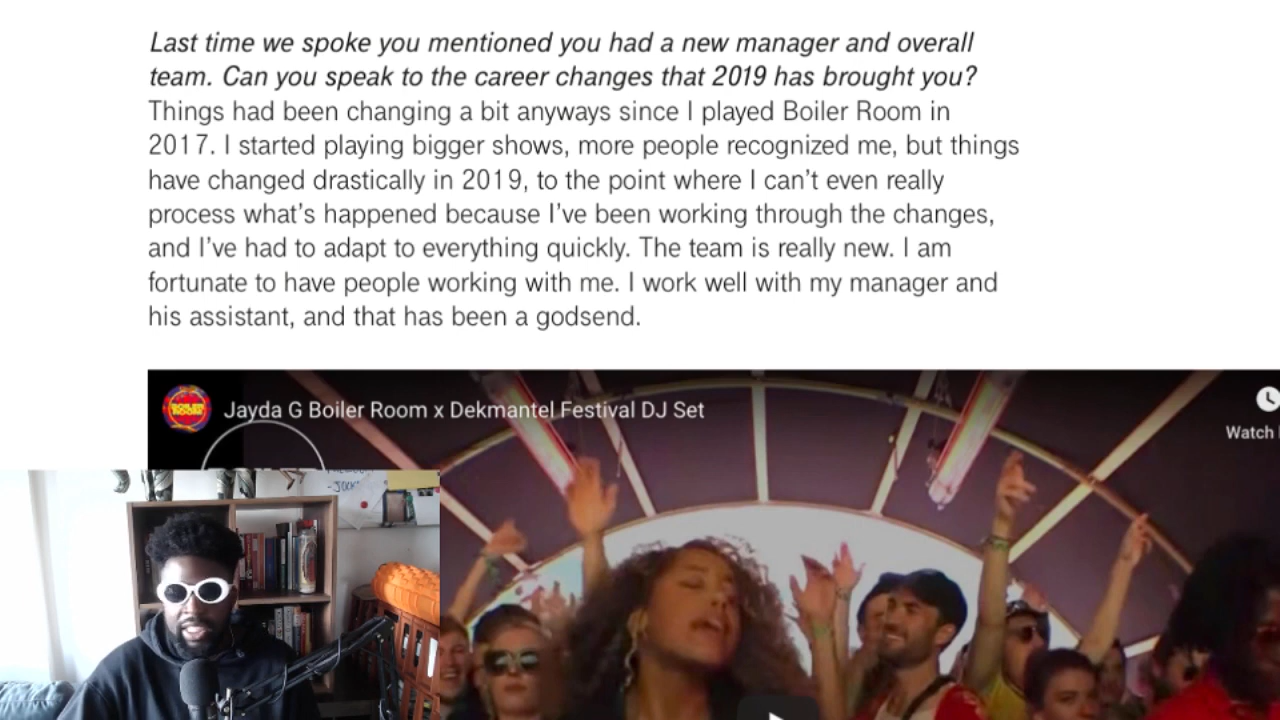 Last time we spoke you mentioned you had a new manager and overall
team. Can you speak to the career changes that 2019 has brought you?
Things had been changing a bit anyways since I played Boiler Room in
2017. I started playing bigger shows, more people recognized me, but things
have changed drastically in 2019, to the point where I can’t even really
process what’s happened because I’ve been working through the changes,
and I’ve had to adapt to everything quickly. The team is really new. I am
fortunate to have people working with me. I work well with my manager and
his assistant, and that has been a godsend.
BOILER
ROOM
Jayda G Boiler Room x Dekmantel Festival DJ Set
Watch